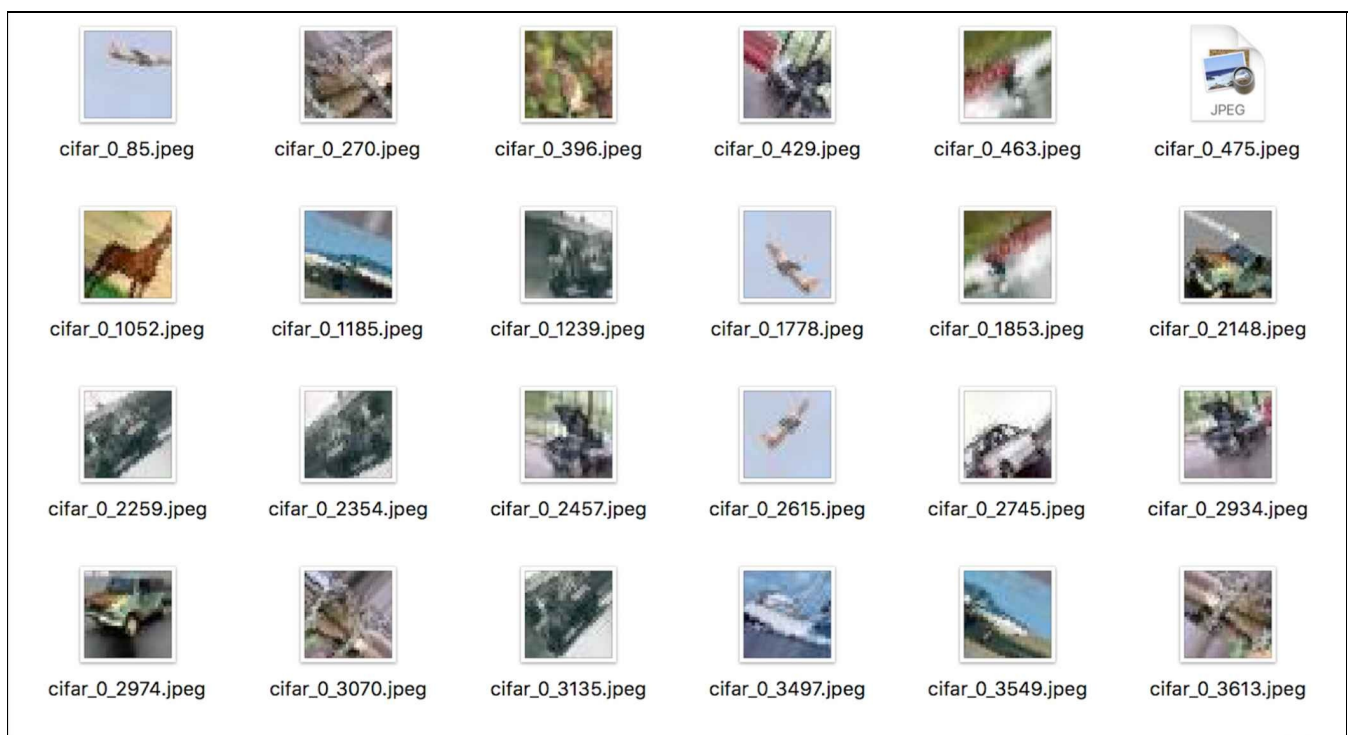 JPEG
cifar_0_85.jpeg cifar_0_270.jpeg cifar_0_396.jpeg cifar_0_429.jpeg cifar_0_463.jpeg cifar_0_475.jpeg
cifar_0_1052.jpeg cifar_0_1185.jpeg cifar_0_1239.jpeg cifar_0_1778.jpeg cifar_0_1853.jpeg cifar_0_2148.jpeg
cifar_0_2259.jpeg cifar_0_2354.jpeg cifar_0_2457.jpeg cifar_0_2615.jpeg cifar_0_2745.jpeg cifar_0_2934.jpeg
cifar_0_2974.jpeg cifar_0_3070.jpeg cifar_0_3135.jpeg cifar_0_3497.jpeg cifar_0_3549.jpeg cifar_0_3613.jpeg